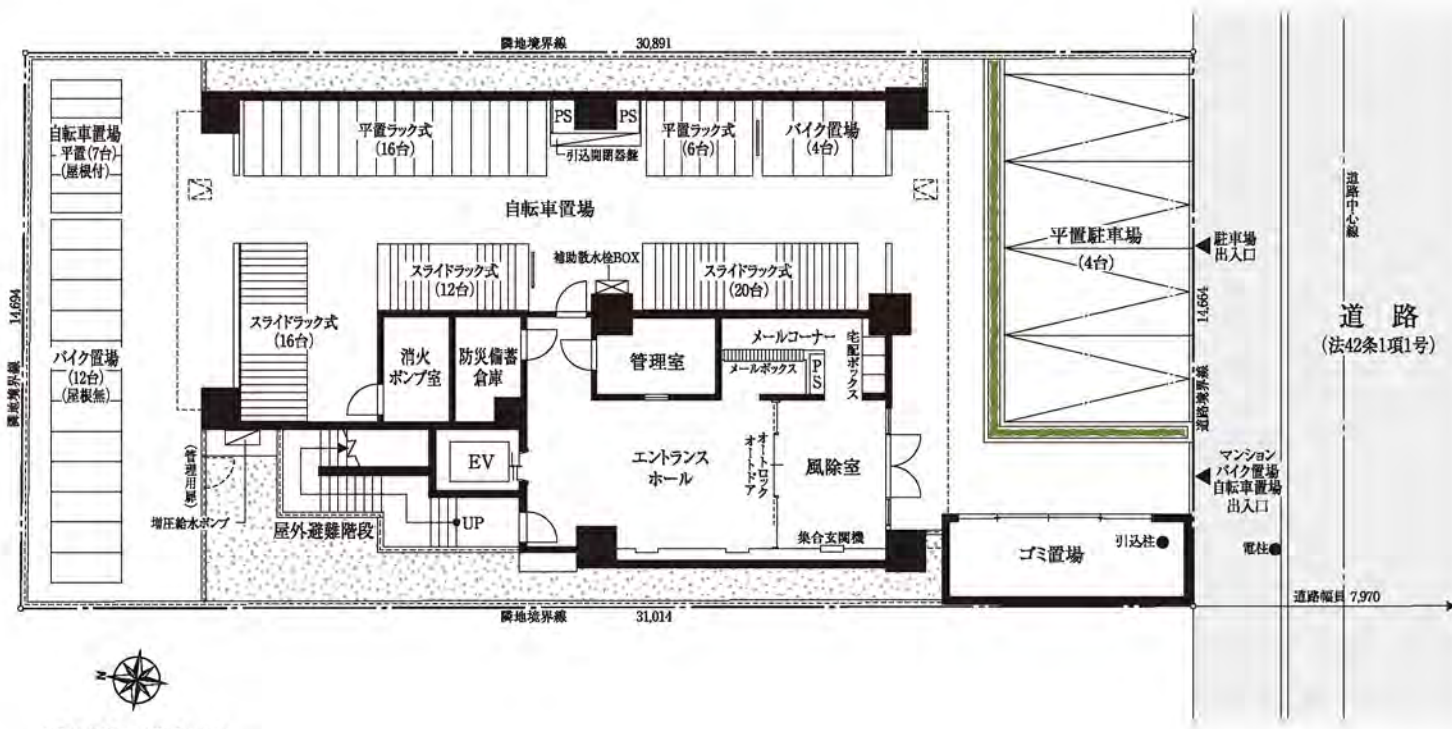 隣地境界線 30,891
自転車置場
平置(7台)
(屋根付)
平置ラック式
(16台)
PS
PS
引込開閉器盤
平置ラック式
(6台)
バイク置場
(4台)
自転車置場
スライドラック式
(12台)
補助散水栓BOX
スライドラック式
(20台)
平置駐車場
(4台)
駐車場
出入口
道路中心線
14,664
道路境界線
道 路
(法42条1項1号)
14,694
隣地境界線
バイク置場
(12台)
(屋根無)
スライドラック式
(16台)
消火
ポンプ室
防災備蓄
倉庫
管理室
メールコーナー
メールボックス
PS
宅配ボックス
(管理用扉)
増圧給水ポンプ
屋外避難階段
UP
EV
エントランス
ホール
オートロック
オートドア
風除室
集合玄関機
マンション
バイク置場
自転車置場
出入口
ゴミ置場
引込柱
電柱
道路幅員 7,970
隣地境界線 31,014
N